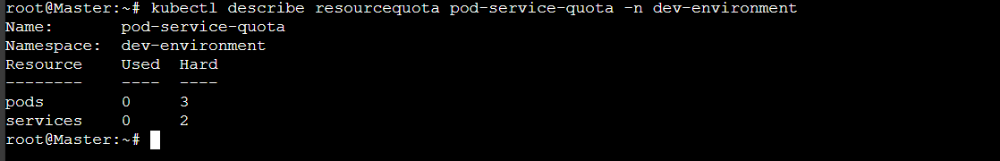 root@Master:~# kubectl describe resourcequota pod-service-quota -n dev-environment
Name:       pod-service-quota
Namespace:  dev-environment
Resource    Used  Hard
--------    ----  ----
pods        0     3
services    0     2
root@Master:~#